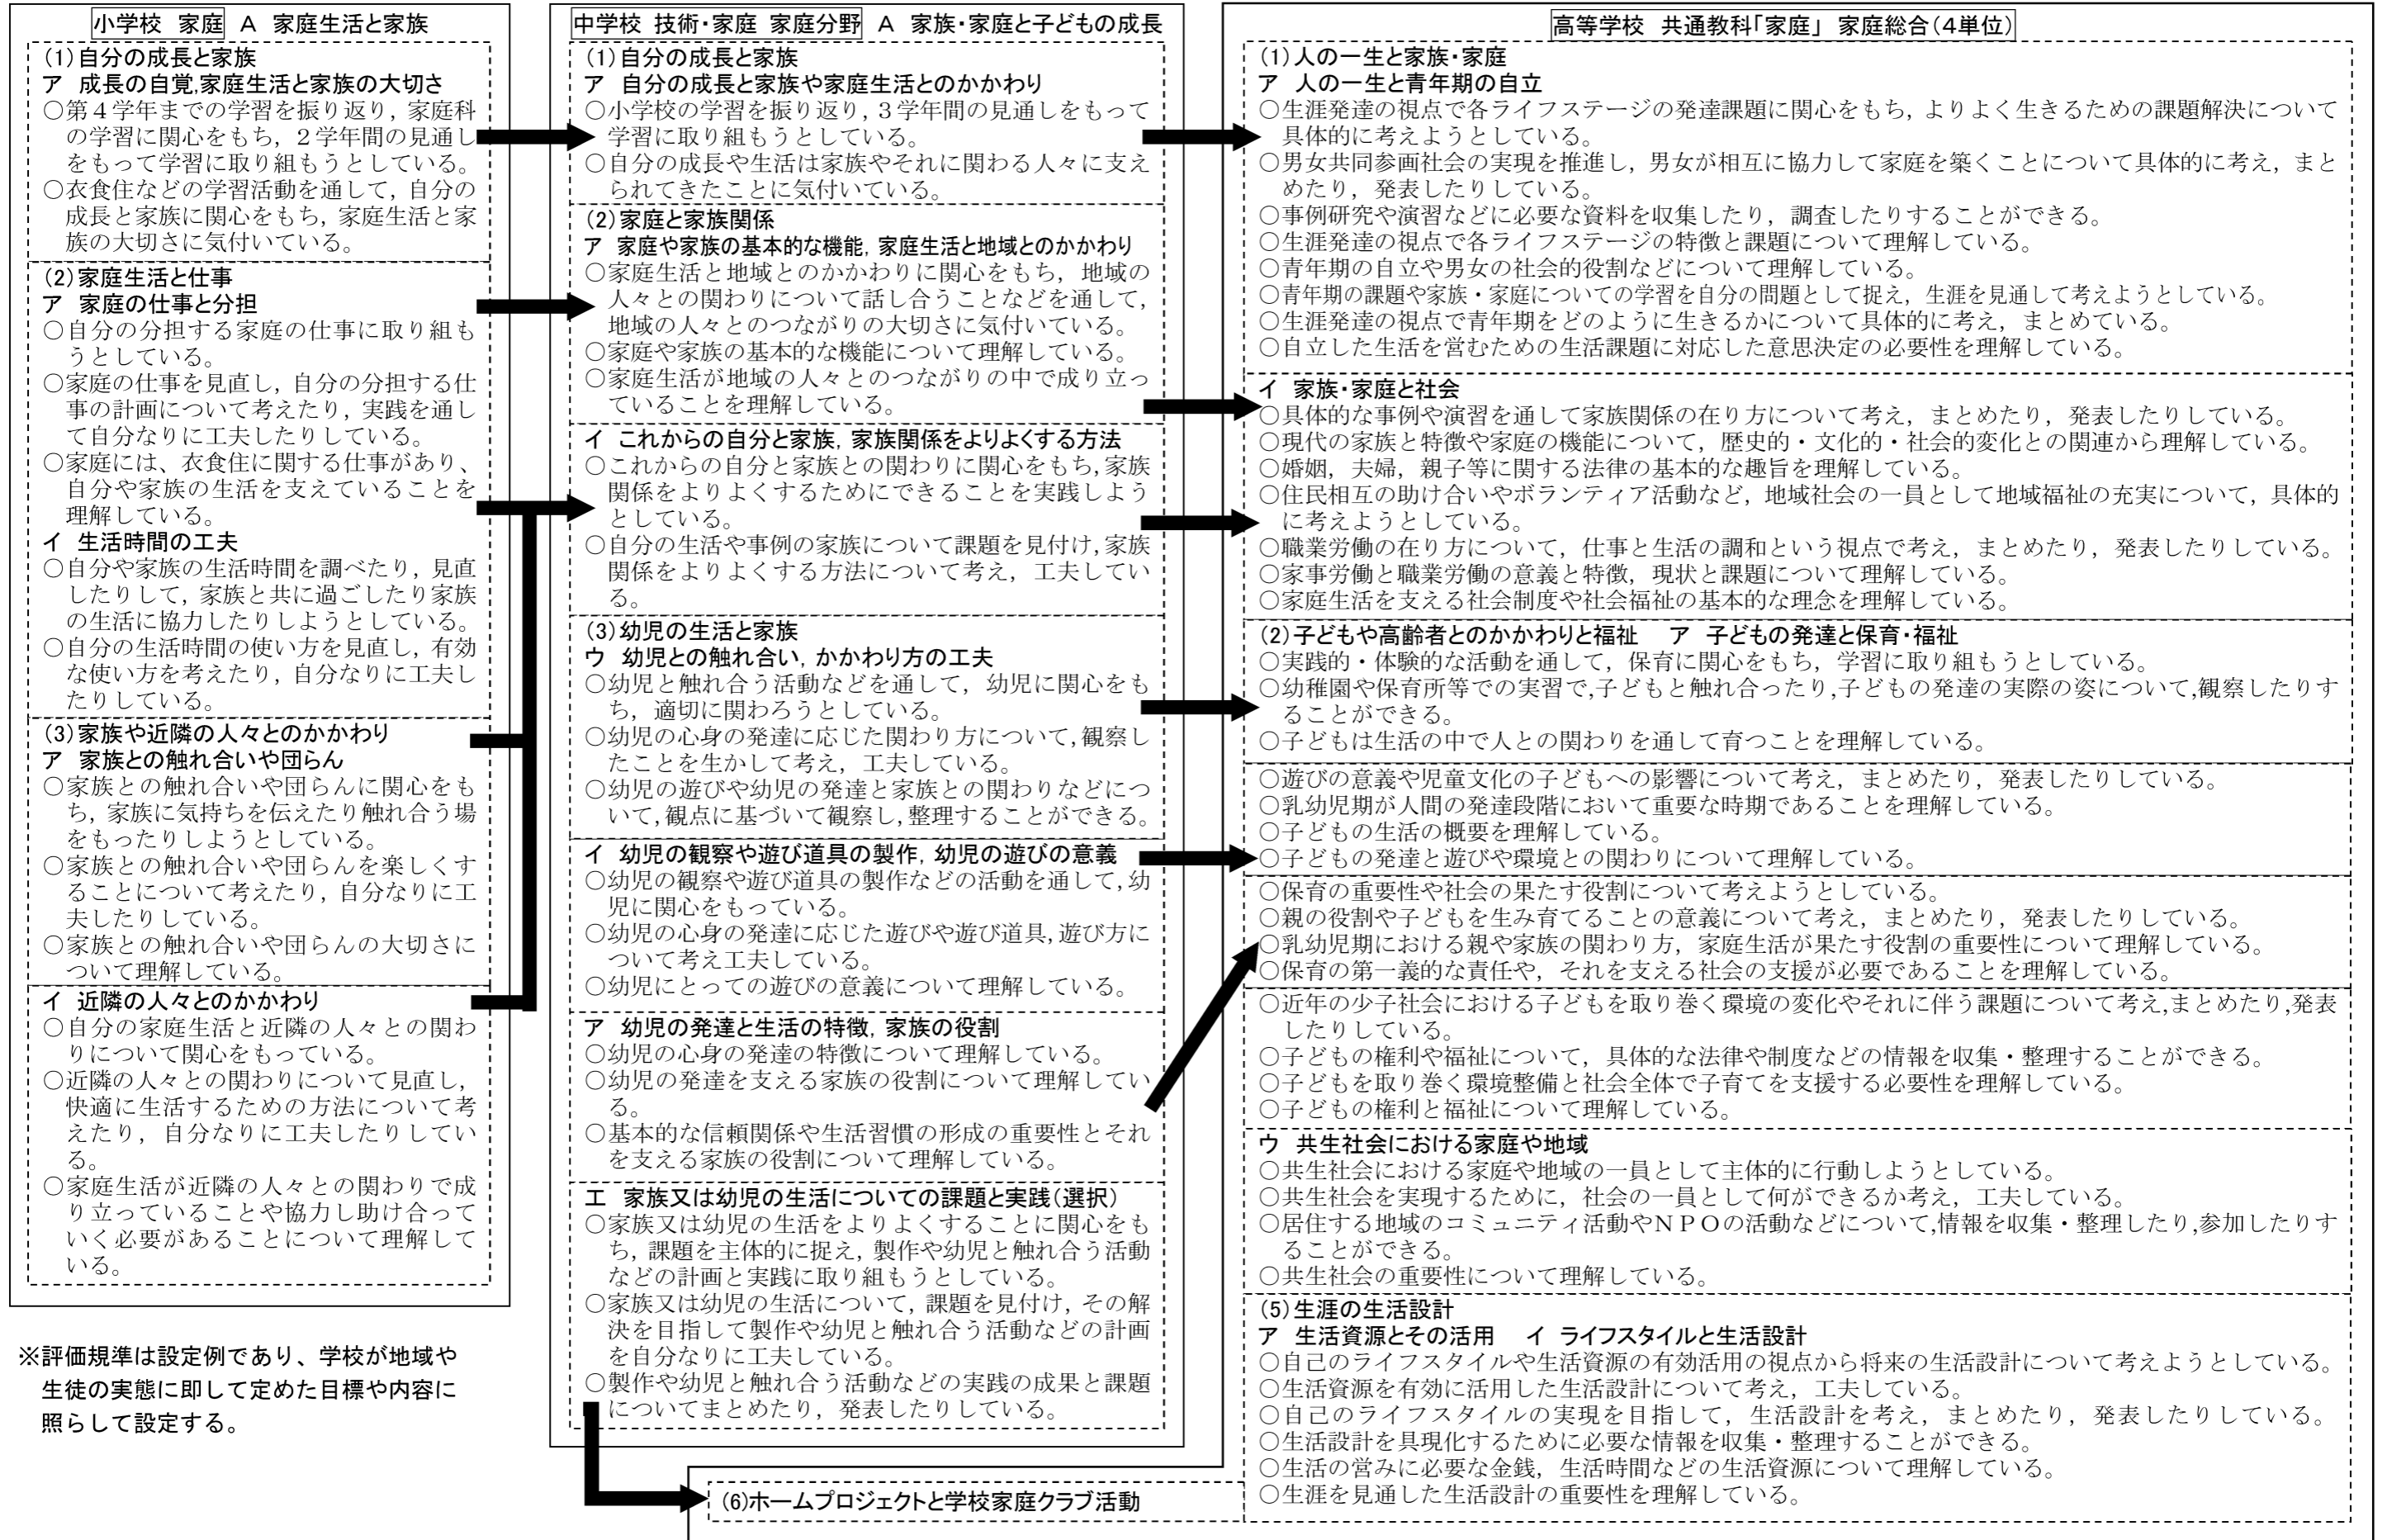 小学校 家庭 A 家庭生活と家族
(1)自分の成長と家族
ア 成長の自覚,家庭生活と家族の大切さ
○第４学年までの学習を振り返り，家庭科
の学習に関心をもち，２学年間の見通し
をもって学習に取り組もうとしている。
○衣食住などの学習活動を通して，自分の
成長と家族に関心をもち，家庭生活と家
族の大切さに気付いている。
(2)家庭生活と仕事
ア 家庭の仕事と分担
○自分の分担する家庭の仕事に取り組も
うとしている。
○家庭の仕事を見直し，自分の分担する仕
事の計画について考えたり，実践を通し
て自分なりに工夫したりしている。
○家庭には、衣食住に関する仕事があり、
自分や家族の生活を支えていることを
理解している。
イ 生活時間の工夫
○自分や家族の生活時間を調べたり，見直
したりして，家族と共に過ごしたり家族
の生活に協力したりしようとしている。
○自分の生活時間の使い方を見直し，有効
な使い方を考えたり，自分なりに工夫し
たりしている。
(3)家族や近隣の人々とのかかわり
ア 家族との触れ合いや団らん
○家族との触れ合いや団らんに関心をも
ち，家族に気持ちを伝えたり触れ合う場
をもったりしようとしている。
○家族との触れ合いや団らんを楽しくす
ることについて考えたり，自分なりに工
夫したりしている。
○家族との触れ合いや団らんの大切さに
ついて理解している。
イ 近隣の人々とのかかわり
○自分の家庭生活と近隣の人々との関わ
りについて関心をもっている。
○近隣の人々との関わりについて見直し，
快適に生活するための方法について考
えたり，自分なりに工夫したりしてい
る。
○家庭生活が近隣の人々との関わりで成
り立っていることや協力し助け合って
いく必要があることについて理解して
いる。
※評価規準は設定例であり、学校が地域や
生徒の実態に即して定めた目標や内容に
照らして設定する。
中学校 技術・家庭 家庭分野 A 家族・家庭と子どもの成長
(1)自分の成長と家族
ア 自分の成長と家族や家庭生活とのかかわり
○小学校の学習を振り返り，３学年間の見通しをもって
学習に取り組もうとしている。
○自分の成長や生活は家族やそれに関わる人々に支え
られてきたことに気付いている。
(2)家庭と家族関係
ア 家庭や家族の基本的な機能，家庭生活と地域とのかかわり
○家庭生活と地域とのかかわりに関心をもち，地域の
人々との関わりについて話し合うことなどを通して，
地域の人々とのつながりの大切さに気付いている。
○家庭や家族の基本的な機能について理解している。
○家庭生活が地域の人々とのつながりの中で成り立っ
ていることを理解している。
イ これからの自分と家族，家族関係をよりよくする方法
○これからの自分と家族との関わりに関心をもち，家族
関係をよりよくするためにできることを実践しよう
としている。
○自分の生活や事例の家族について課題を見付け，家族
関係をよりよくする方法について考え，工夫してい
る。
(3)幼児の生活と家族
ウ 幼児との触れ合い，かかわり方の工夫
○幼児と触れ合う活動などを通して，幼児に関心をも
ち，適切に関わろうとしている。
○幼児の心身の発達に応じた関わり方について，観察し
たことを生かして考え，工夫している。
○幼児の遊びや幼児の発達と家族との関わりなどにつ
いて，観点に基づいて観察し，整理することができる。
イ 幼児の観察や遊び道具の製作，幼児の遊びの意義
○幼児の観察や遊び道具の製作などの活動を通して，幼
児に関心をもっている。
○幼児の心身の発達に応じた遊びや遊び道具，遊び方に
ついて考え工夫している。
○幼児にとっての遊びの意義について理解している。
ア 幼児の発達と生活の特徴，家族の役割
○幼児の心身の発達の特徴について理解している。
○幼児の発達を支える家族の役割について理解してい
る。
○基本的な信頼関係や生活習慣の形成の重要性とそれ
を支える家族の役割について理解している。
エ 家族又は幼児の生活についての課題と実践(選択)
○家族又は幼児の生活をよりよくすることに関心をも
ち，課題を主体的に捉え，製作や幼児と触れ合う活動
などの計画と実践に取り組もうとしている。
○家族又は幼児の生活について，課題を見付け，その解
決を目指して製作や幼児と触れ合う活動などの計画
を自分なりに工夫している。
○製作や幼児と触れ合う活動などの実践の成果と課題
についてまとめたり，発表したりしている。
高等学校 共通教科「家庭」 家庭総合(4単位)
(1)人の一生と家族・家庭
ア 人の一生と青年期の自立
○生涯発達の視点で各ライフステージの発達課題に関心をもち，よりよく生きるための課題解決について
具体的に考えようとしている。
○男女共同参画社会の実現を推進し，男女が相互に協力して家庭を築くことについて具体的に考え，まと
めたり，発表したりしている。
○事例研究や演習などに必要な資料を収集したり，調査したりすることができる。
○生涯発達の視点で各ライフステージの特徴と課題について理解している。
○青年期の自立や男女の社会的役割などについて理解している。
○青年期の課題や家族・家庭についての学習を自分の問題として捉え，生涯を見通して考えようとしている。
○生涯発達の視点で青年期をどのように生きるかについて具体的に考え，まとめている。
○自立した生活を営むための生活課題に対応した意思決定の必要性を理解している。
イ 家族・家庭と社会
○具体的な事例や演習を通して家族関係の在り方について考え，まとめたり，発表したりしている。
○現代の家族と特徴や家庭の機能について，歴史的・文化的・社会的変化との関連から理解している。
○婚姻，夫婦，親子等に関する法律の基本的な趣旨を理解している。
○住民相互の助け合いやボランティア活動など，地域社会の一員として地域福祉の充実について，具体的
に考えようとしている。
○職業労働の在り方について，仕事と生活の調和という視点で考え，まとめたり，発表したりしている。
○家事労働と職業労働の意義と特徴，現状と課題について理解している。
○家庭生活を支える社会制度や社会福祉の基本的な理念を理解している。
(2)子どもや高齢者とのかかわりと福祉 ア 子どもの発達と保育・福祉
○実践的・体験的な活動を通して，保育に関心をもち，学習に取り組もうとしている。
○幼稚園や保育所等での実習で,子どもと触れ合ったり,子どもの発達の実際の姿について,観察したりす
ることができる。
○子どもは生活の中で人との関わりを通して育つことを理解している。
○遊びの意義や児童文化の子どもへの影響について考え，まとめたり，発表したりしている。
○乳幼児期が人間の発達段階において重要な時期であることを理解している。
○子どもの生活の概要を理解している。
○子どもの発達と遊びや環境との関わりについて理解している。
○保育の重要性や社会の果たす役割について考えようとしている。
○親の役割や子どもを生み育てることの意義について考え，まとめたり，発表したりしている。
○乳幼児期における親や家族の関わり方，家庭生活が果たす役割の重要性について理解している。
○保育の第一義的な責任や，それを支える社会の支援が必要であることを理解している。
○近年の少子社会における子どもを取り巻く環境の変化やそれに伴う課題について考え,まとめたり,発表
したりしている。
○子どもの権利や福祉について，具体的な法律や制度などの情報を収集・整理することができる。
○子どもを取り巻く環境整備と社会全体で子育てを支援する必要性を理解している。
○子どもの権利と福祉について理解している。
ウ 共生社会における家庭や地域
○共生社会における家庭や地域の一員として主体的に行動しようとしている。
○共生社会を実現するために，社会の一員として何ができるか考え，工夫している。
○居住する地域のコミュニティ活動やＮＰＯの活動などについて,情報を収集・整理したり,参加したりす
ることができる。
○共生社会の重要性について理解している。
(5)生涯の生活設計
ア 生活資源とその活用 イ ライフスタイルと生活設計
○自己のライフスタイルや生活資源の有効活用の視点から将来の生活設計について考えようとしている。
○生活資源を有効に活用した生活設計について考え，工夫している。
○自己のライフスタイルの実現を目指して，生活設計を考え，まとめたり，発表したりしている。
○生活設計を具現化するために必要な情報を収集・整理することができる。
○生活の営みに必要な金銭，生活時間などの生活資源について理解している。
○生涯を見通した生活設計の重要性を理解している。
(6)ホームプロジェクトと学校家庭クラブ活動